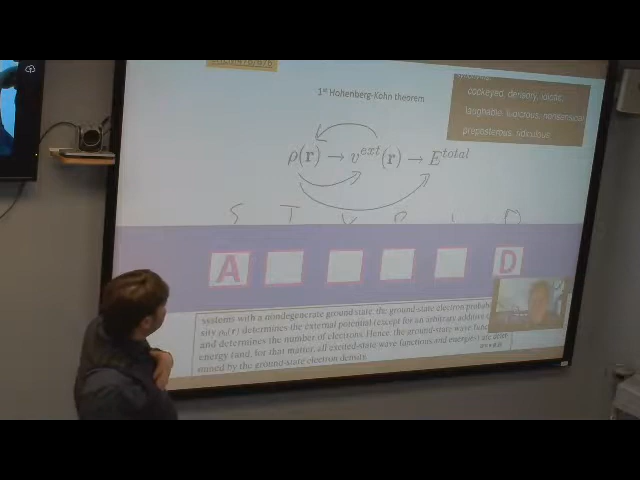 1st Hohenberg-Kohn theorem
cockeyed, derisory, idiotic,
laughable, ludicrous, nonsensical
preposterous, ridiculous
ρ(r) → v^ext(r) → E^total
S T U P I D
A D
systems with a nondegenerate ground state, the ground-state electron probab
determines the external potential (except for an arbitrary additive
and determines the number of electrons. Hence, the ground-state wave func
energy (and, for that matter, all excited-state wave functions and energies) are deter
mined by the ground-state electron density.